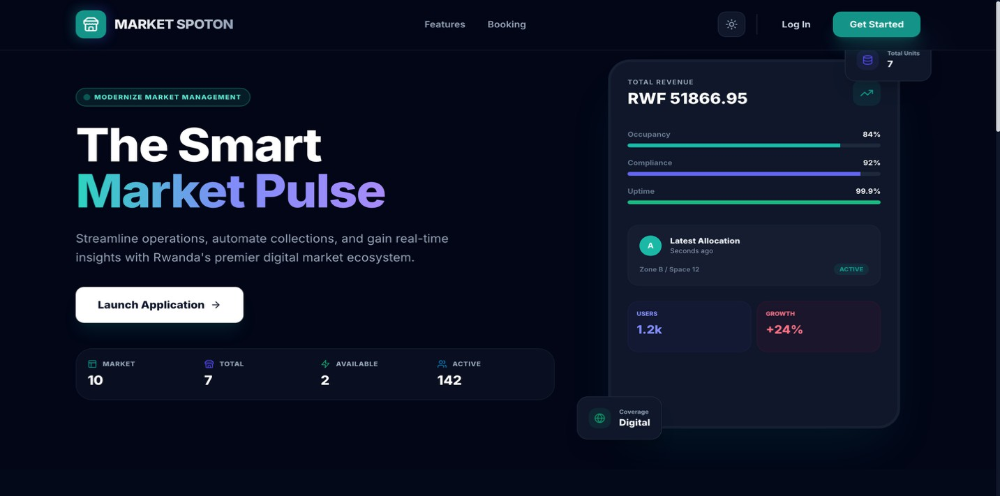 MARKET SPOTON
Features
Booking
Log In
Get Started
MODERNIZE MARKET MANAGEMENT
The Smart
Market Pulse
Streamline operations, automate collections, and gain real-time
insights with Rwanda's premier digital market ecosystem.
Launch Application →
MARKET
10
TOTAL
7
AVAILABLE
2
ACTIVE
142
Total Units
7
TOTAL REVENUE
RWF 51866.95
Occupancy 84%
Compliance 92%
Uptime 99.9%
A
Latest Allocation
Seconds ago
Zone B / Space 12
ACTIVE
USERS
1.2k
GROWTH
+24%
Coverage
Digital